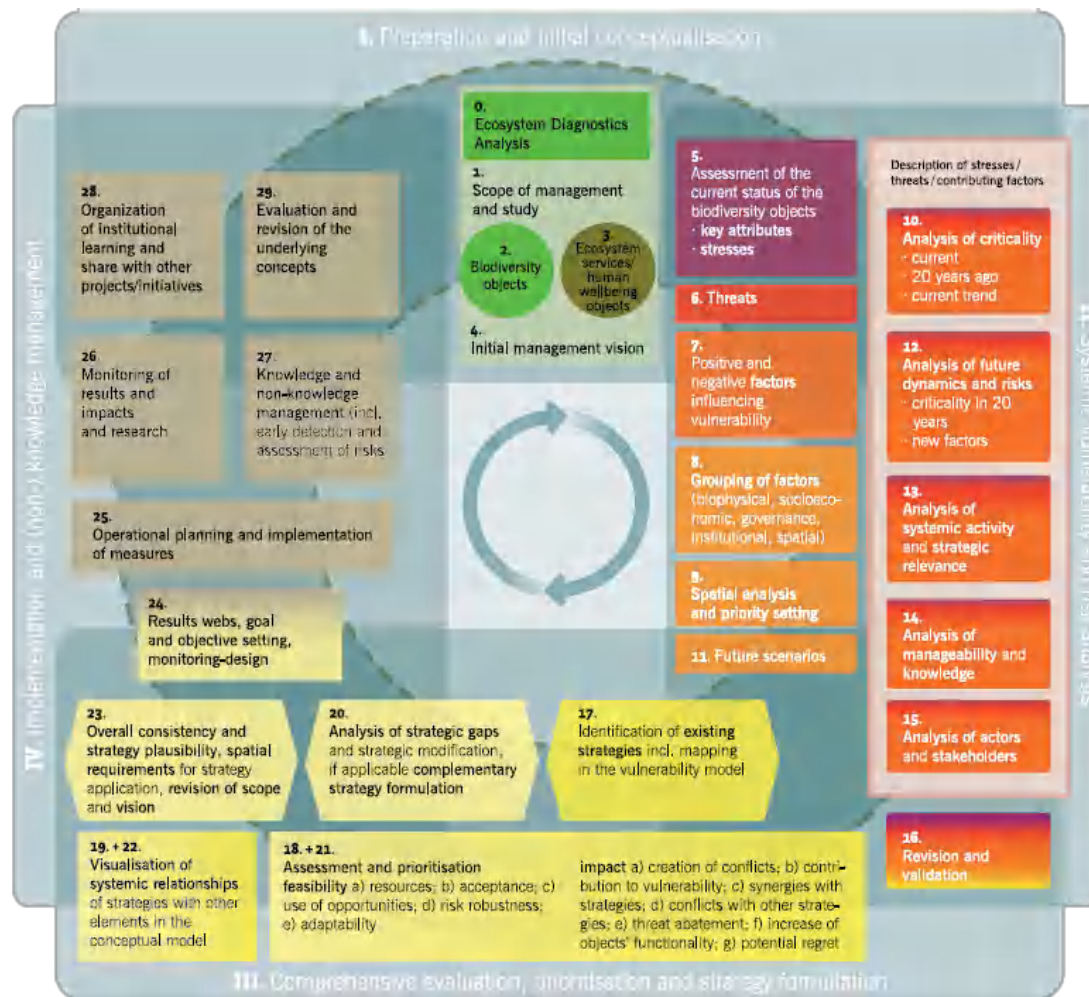 I. Preparation and initial conceptualisation
0.
Ecosystem Diagnostics
Analysis
1.
Scope of management
and study
2.
Biodiversity
objects
3.
Ecosystem
services/
human
wellbeing
objects
4.
Initial management vision
5.
Assessment of the
current status of the
biodiversity objects
· key attributes
· stresses
6. Threats
7.
Positive and
negative factors
influencing
vulnerability
8.
Grouping of factors
(biophysical, socioeco-
nomic, governance,
institutional, spatial)
9.
Spatial analysis
and priority setting
11. Future scenarios
Description of stresses/
threats/contributing factors
10.
Analysis of criticality
· current
· 20 years ago
· current trend
12.
Analysis of future
dynamics and risks
· criticality in 20
years
· new factors
13.
Analysis of
systemic activity
and strategic
relevance
14.
Analysis of
manageability and
knowledge
15.
Analysis of actors
and stakeholders
16.
Revision and
validation
17.
Identification of existing
strategies incl. mapping
in the vulnerability model
20.
Analysis of strategic gaps
and strategic modification,
if applicable complementary
strategy formulation
23.
Overall consistency and
strategy plausibility, spatial
requirements for strategy
application, revision of scope
and vision
19. + 22.
Visualisation of
systemic relationships
of strategies with other
elements in the
conceptual model
18. + 21.
Assessment and prioritisation
feasibility a) resources; b) acceptance; c)
use of opportunities; d) risk robustness;
e) adaptability
impact a) creation of conflicts; b) contri-
bution to vulnerability; c) synergies with
strategies; d) conflicts with other strate-
gies; e) threat abatement; f) increase of
objects' functionality; g) potential regret
III. Comprehensive evaluation, prioritisation and strategy formulation
24.
Results webs, goal
and objective setting,
monitoring-design
25.
Operational planning and implementation
of measures
26
Monitoring of
results and
impacts
and research
27.
Knowledge and
non-knowledge
management (incl.
early detection and
assessment of risks
28.
Organization
of institutional
learning and
share with other
projects/initiatives
29.
Evaluation and
revision of the
underlying
concepts
IV Implementation and (non-) knowledge management